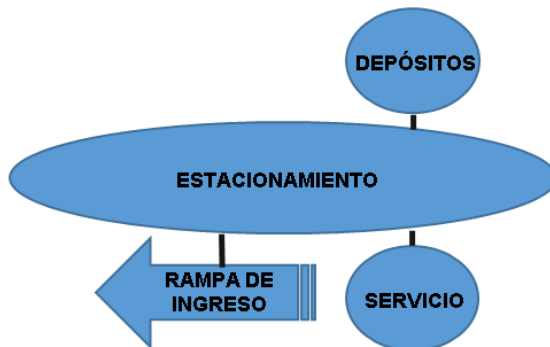 DEPÓSITOS
ESTACIONAMIENTO
RAMPA DE
INGRESO
SERVICIO